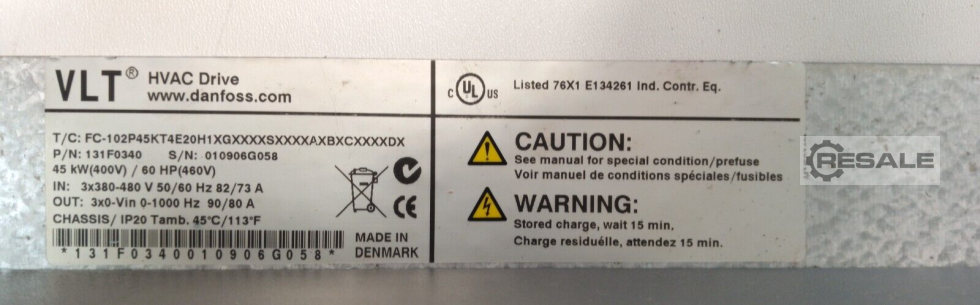 VLT® HVAC Drive
www.danfoss.com
T/C: FC-102P45KT4E20H1XGXXXXSXXXXAXBXCXXXXDX
P/N: 131F0340 S/N: 010906G058
45 kW(400V) / 60 HP(460V)
IN: 3x380-480 V 50/60 Hz 82/73 A
OUT: 3x0-Vin 0-1000 Hz 90/80 A
CHASSIS/ IP20 Tamb. 45°C/113°F
*131F0340010906G058*
MADE IN
DENMARK
CE
c UL us Listed 76X1 E134261 Ind. Contr. Eq.
CAUTION:
See manual for special condition/prefuse
Voir manuel de conditions spéciales/fusibles
WARNING:
Stored charge, wait 15 min.
Charge residuélle, attendez 15 min.
RESALE